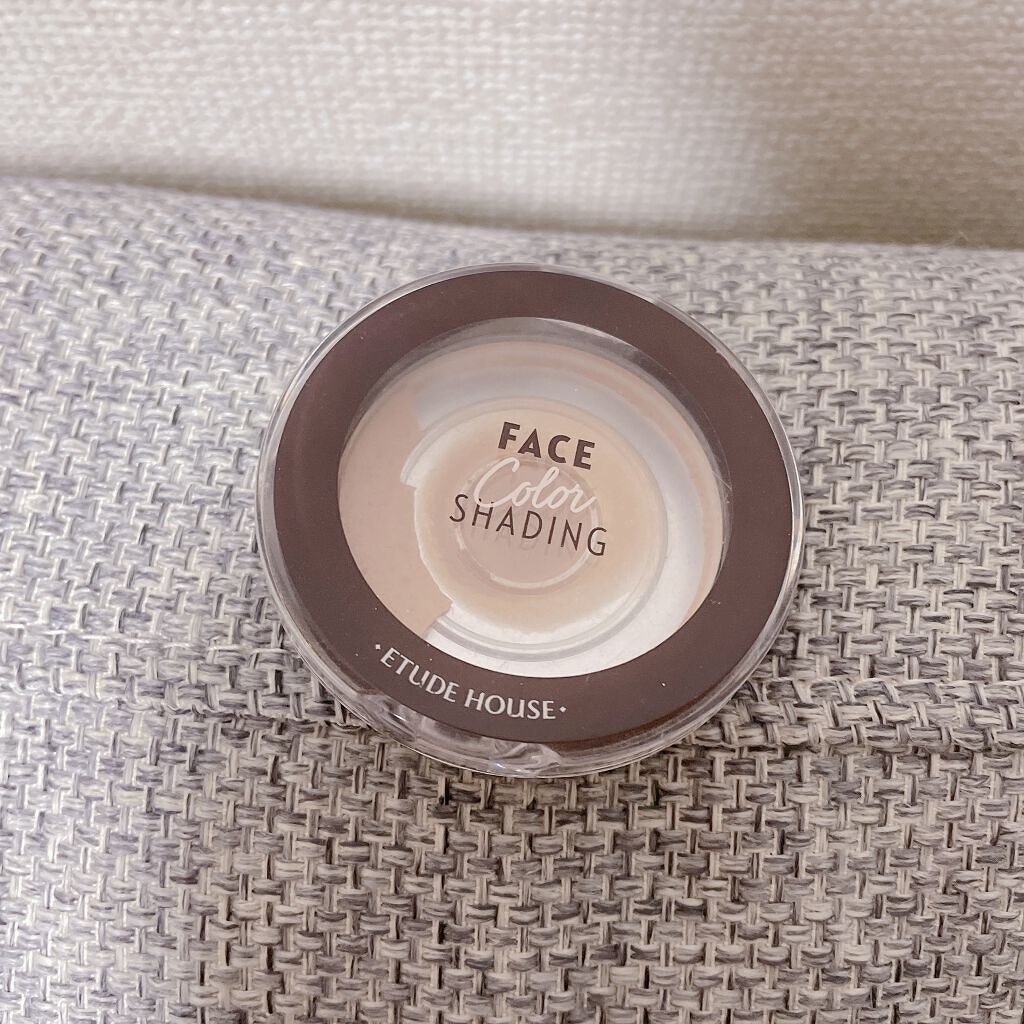 FACE
Color
SHADING
·ETUDE HOUSE·